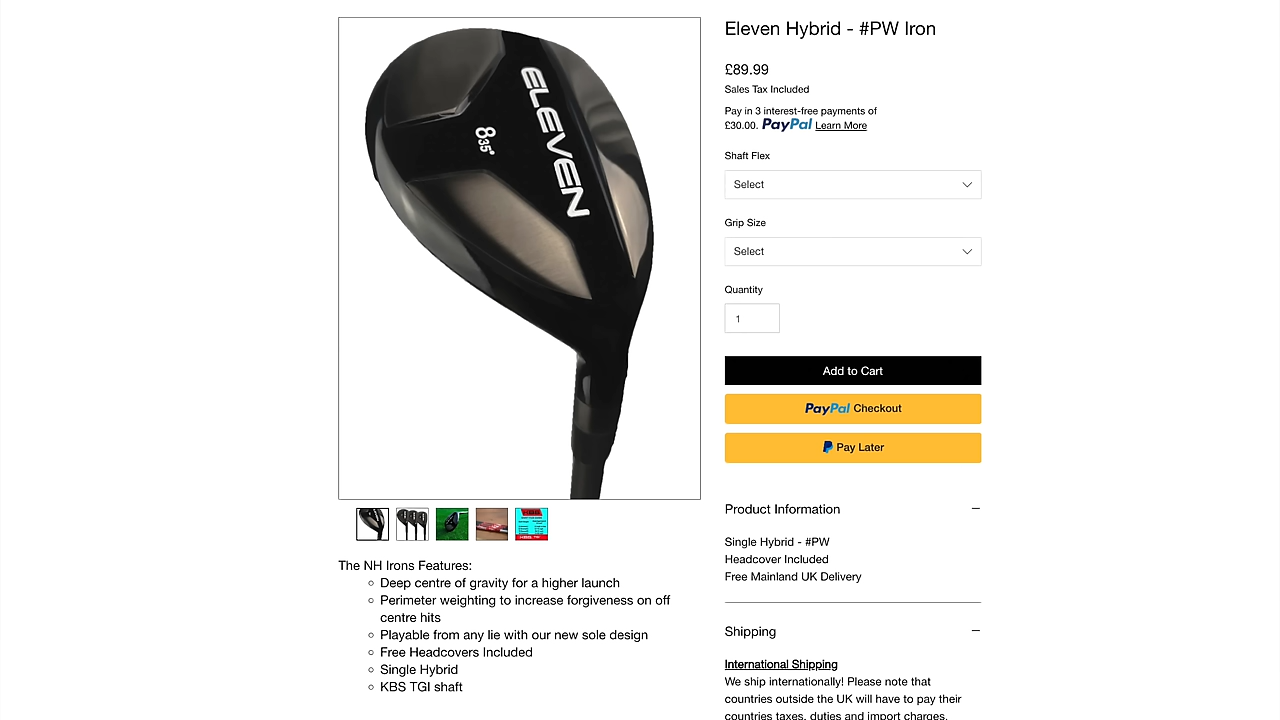 Eleven Hybrid - #PW Iron
£89.99
Sales Tax Included
Pay in 3 interest-free payments of
£30.00. PayPal Learn More
Shaft Flex
Select
Grip Size
Select
Quantity
1
Add to Cart
PayPal Checkout
Pay Later
Product Information
Single Hybrid - #PW
Headcover Included
Free Mainland UK Delivery
Shipping
International Shipping
We ship internationally! Please note that
countries outside the UK will have to pay their
countries taxes, duties and import charges.
ELEVEN
8 35°
The NH Irons Features:
Deep centre of gravity for a higher launch
Perimeter weighting to increase forgiveness on off
centre hits
Playable from any lie with our new sole design
Free Headcovers Included
Single Hybrid
KBS TGI shaft